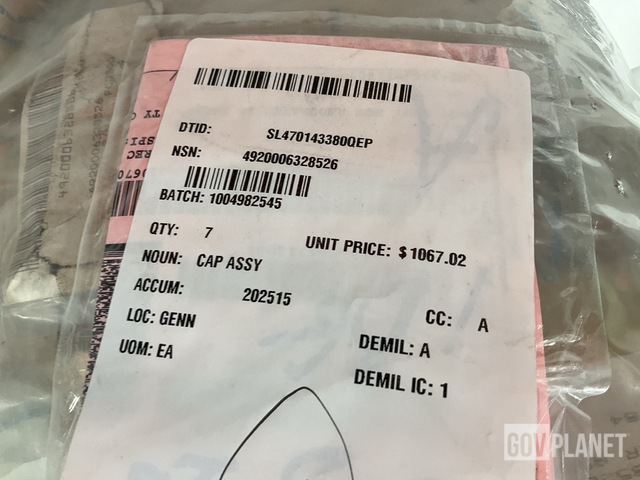 DTID: SL470143380QEP
NSN: 4920006328526
BATCH: 1004982545
QTY: 7 UNIT PRICE: $1067.02
NOUN: CAP ASSY
ACCUM: 202515
LOC: GENN CC: A
UOM: EA DEMIL: A
DEMIL IC: 1
GOVPLANET